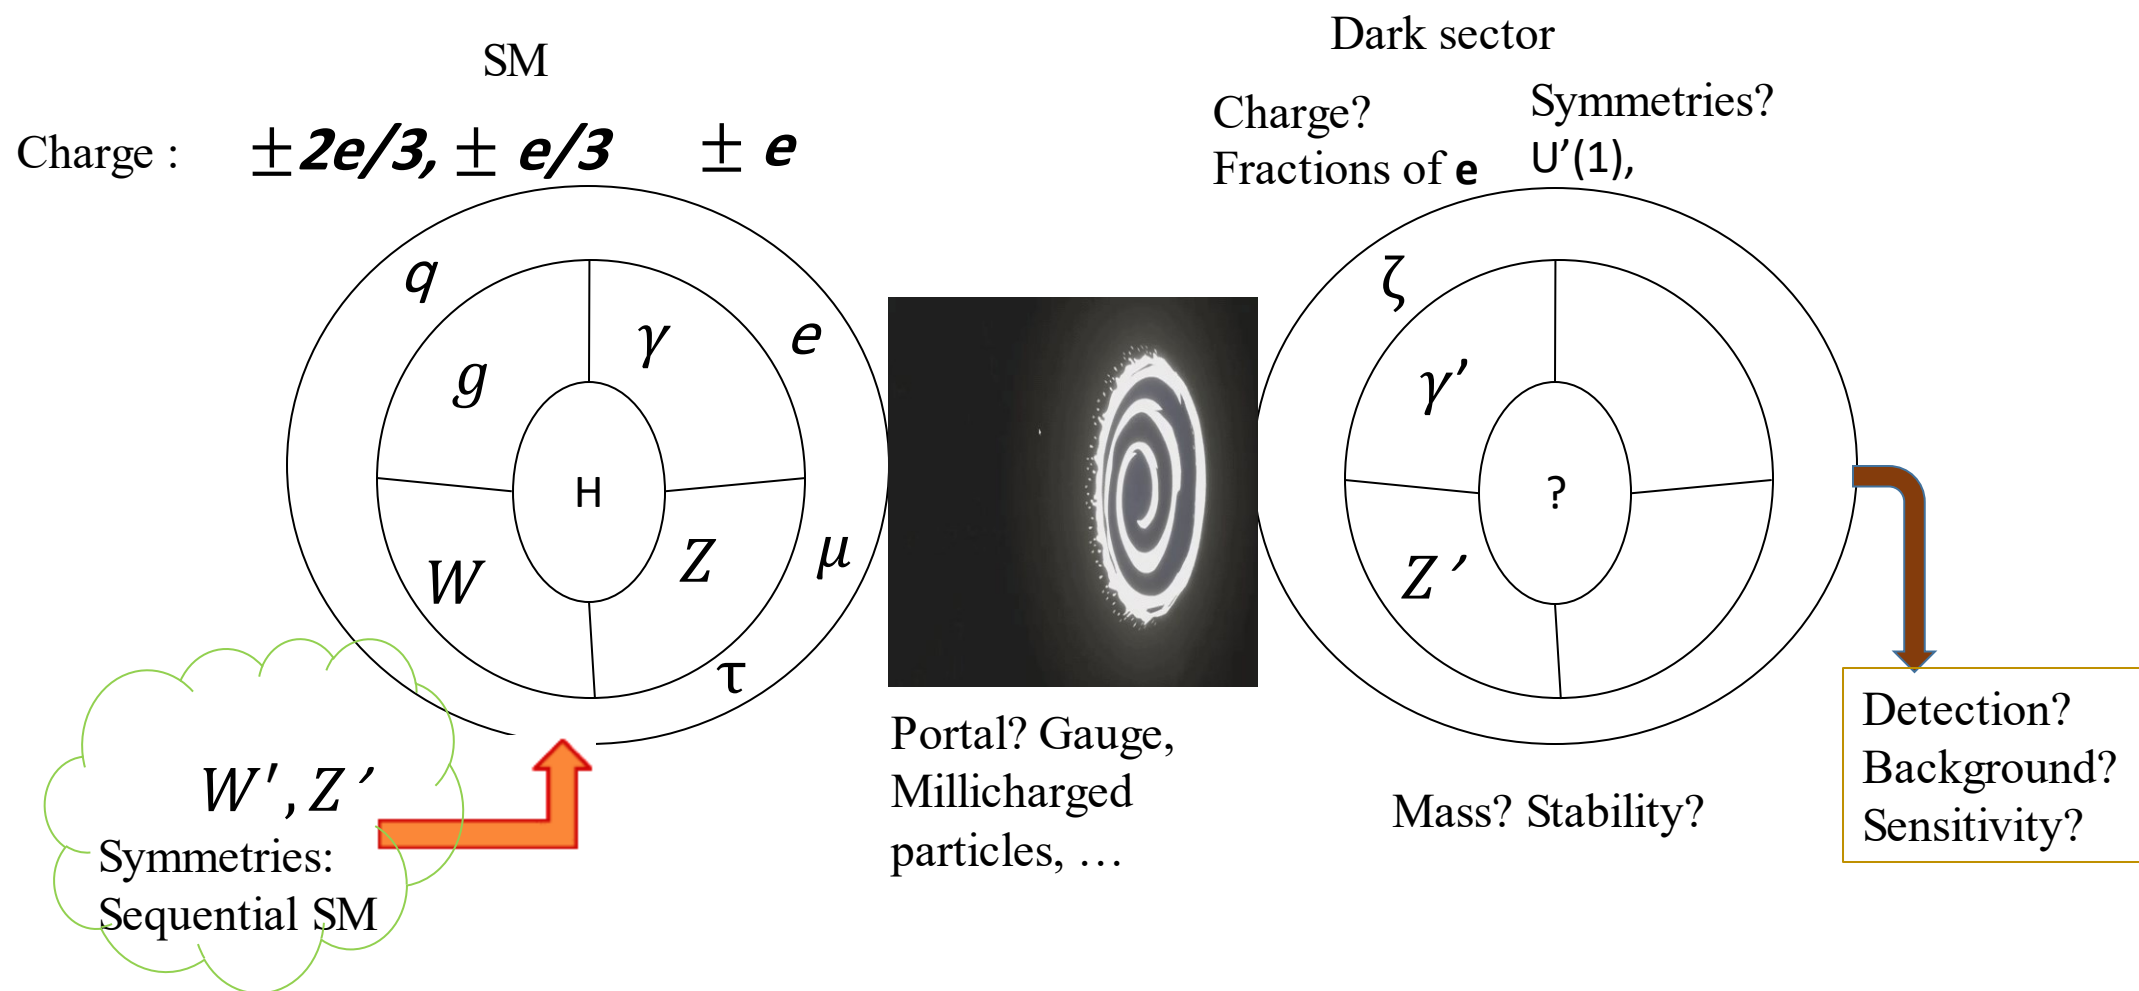 SM
Charge : ±2e/3, ± e/3 ± e
q
e
g
γ
H
W
Z
μ
τ
W′, Z′
Symmetries:
Sequential SM
Portal? Gauge,
Millicharged
particles, …
Dark sector
Charge?
Fractions of e
Symmetries?
U’(1),
ζ
γ’
?
Z′
Mass? Stability?
Detection?
Background?
Sensitivity?